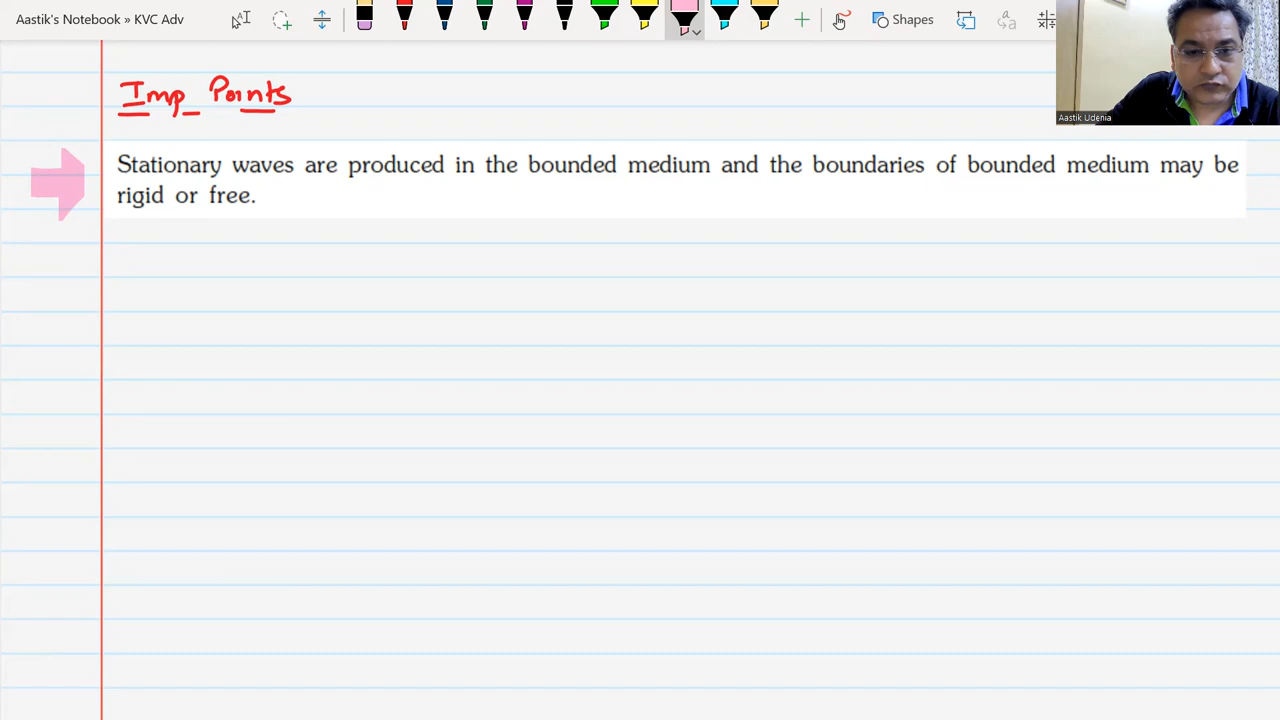 Aastik's Notebook » KVC Adv
Shapes
Imp Points
Aastik Udenia
Stationary waves are produced in the bounded medium and the boundaries of bounded medium may be
rigid or free.